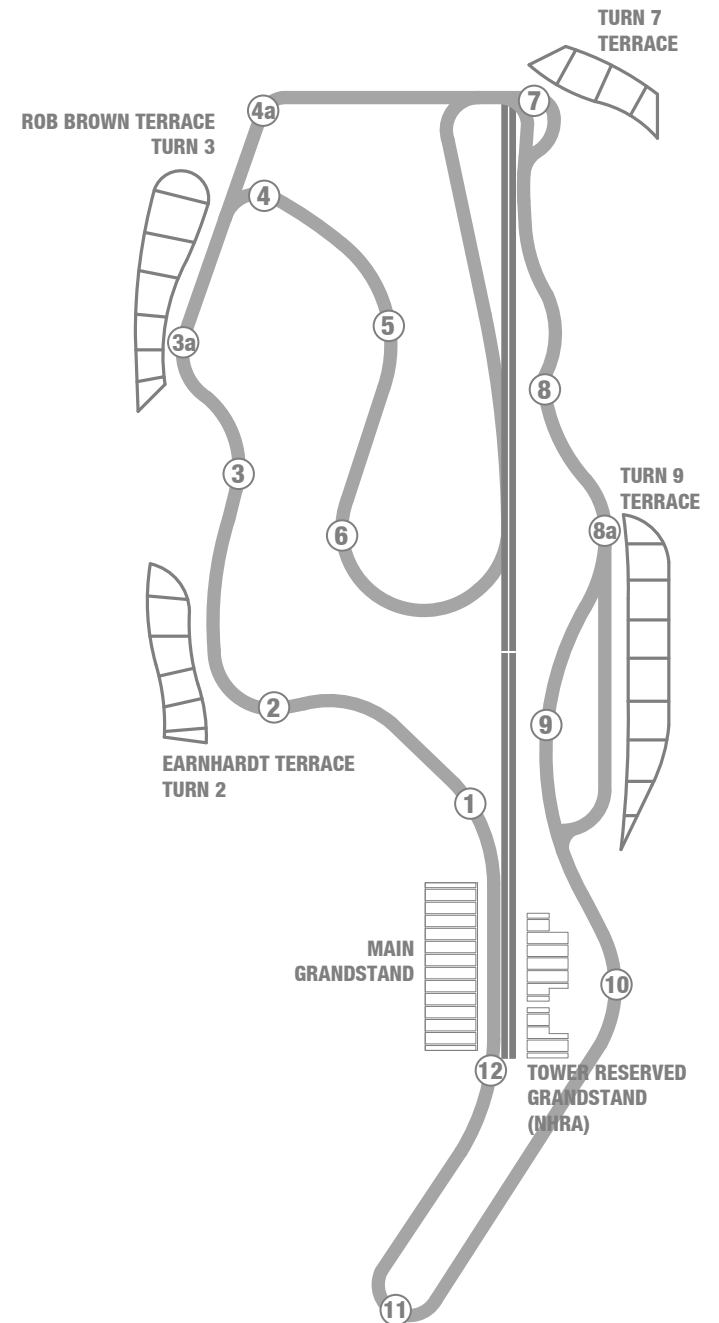 TURN 7
TERRACE
7
4a
ROB BROWN TERRACE
TURN 3
4
5
3a
8
3
TURN 9
TERRACE
8a
6
2
9
EARNHARDT TERRACE
TURN 2
1
MAIN
GRANDSTAND
10
12
TOWER RESERVED
GRANDSTAND
(NHRA)
11